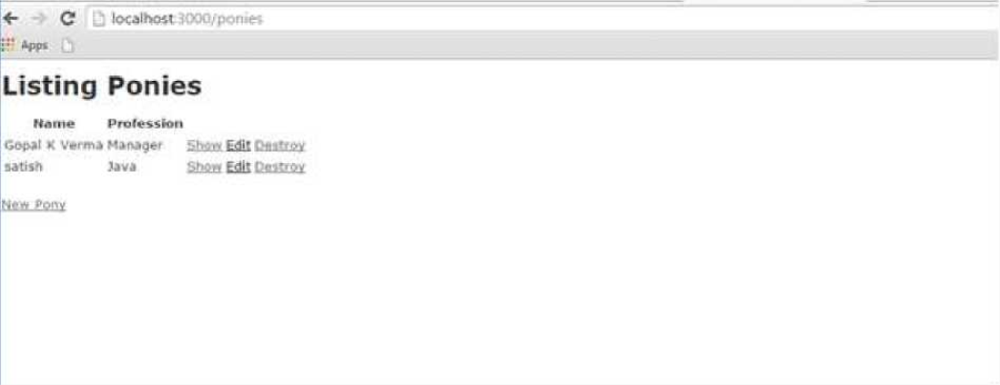 localhost:3000/ponies
Apps
Listing Ponies
Name Profession
Gopal K Verma Manager Show Edit Destroy
satish Java Show Edit Destroy
New Pony